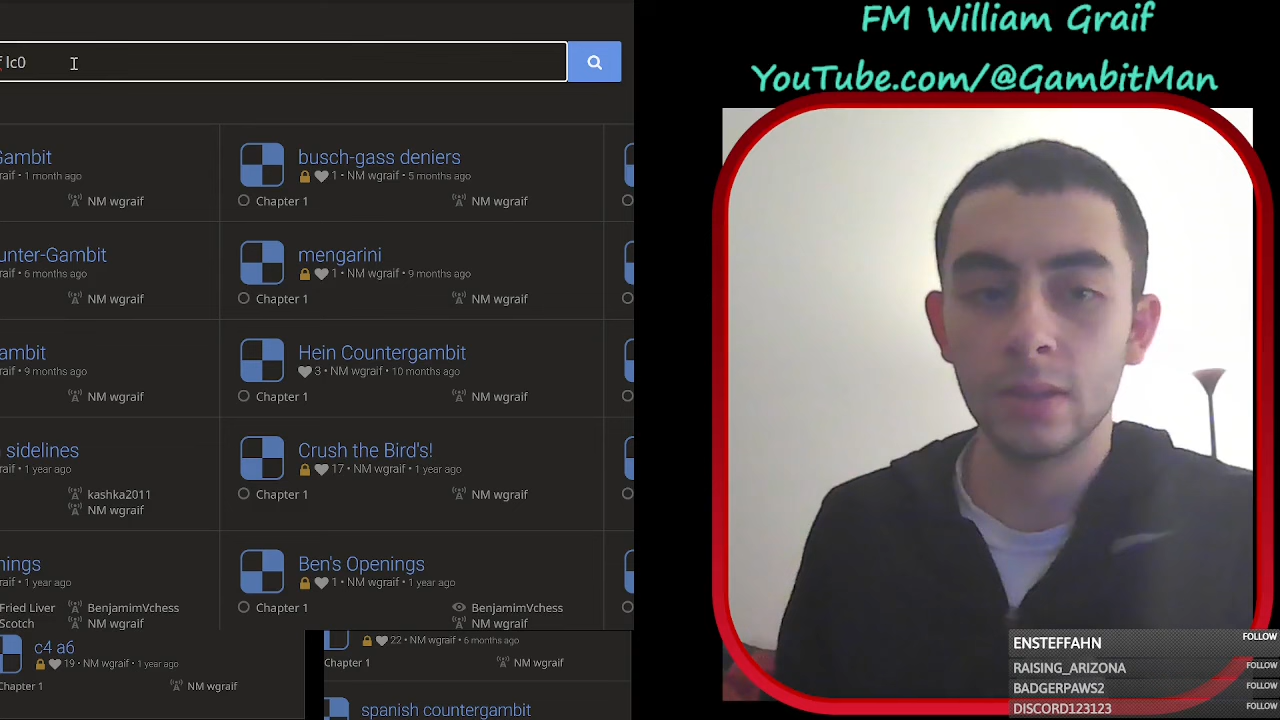 FM William Graif
YouTube.com/@GambitMan
f lc0
Gambit
raif • 1 month ago
NM wgraif
busch-gass deniers
1 • NM wgraif • 5 months ago
Chapter 1
NM wgraif
unter-Gambit
raif • 6 months ago
NM wgraif
mengarini
1 • NM wgraif • 9 months ago
Chapter 1
NM wgraif
ambit
raif • 9 months ago
NM wgraif
Hein Countergambit
3 • NM wgraif • 10 months ago
Chapter 1
NM wgraif
sidelines
raif • 1 year ago
kashka2011
NM wgraif
Crush the Bird's!
17 • NM wgraif • 1 year ago
Chapter 1
NM wgraif
nings
raif • 1 year ago
Fried Liver
BenjamimVchess
Scotch
NM wgraif
Ben's Openings
1 • NM wgraif • 1 year ago
Chapter 1
BenjamimVchess
NM wgraif
c4 a6
19 • NM wgraif • 1 year ago
Chapter 1
NM wgraif
22 • NM wgraif • 6 months ago
Chapter 1
NM wgraif
spanish countergambit
ENSTEFFAHN FOLLOW
RAISING_ARIZONA FOLLOW
BADGERPAWS2 FOLLOW
DISCORD123123 FOLLOW